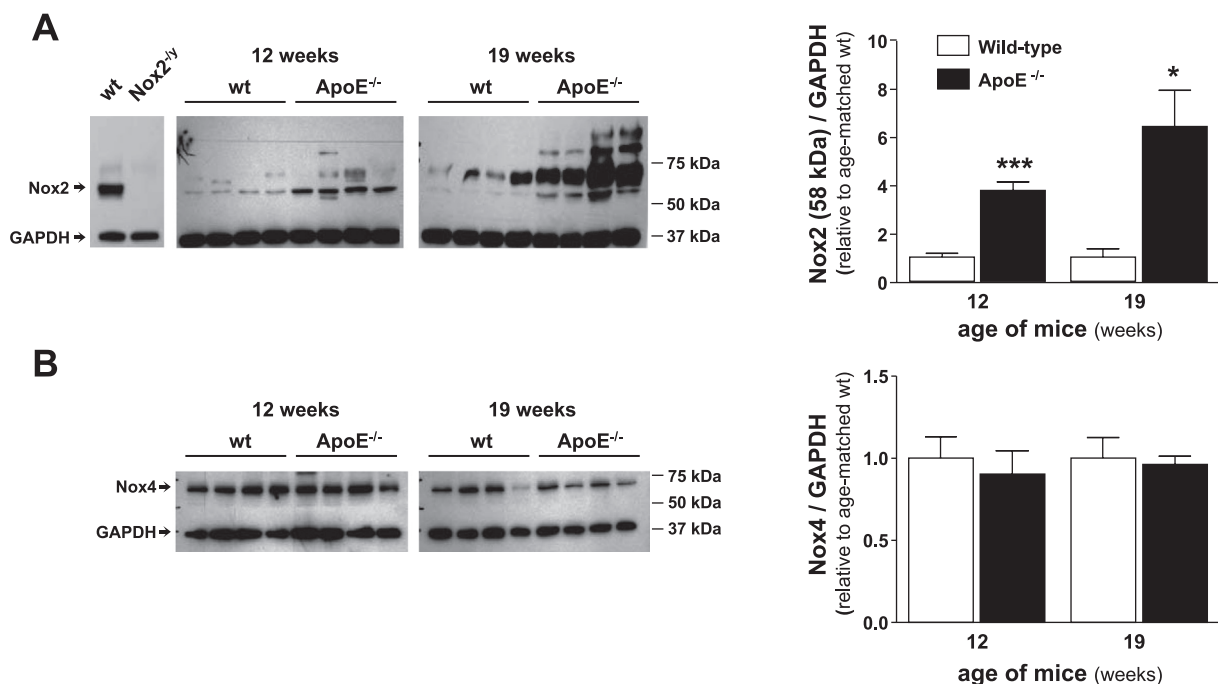 A
wt Nox2-/y
12 weeks
wt ApoE-/-
19 weeks
wt ApoE-/-
Nox2
GAPDH
75 kDa
50 kDa
37 kDa
Nox2 (58 kDa) / GAPDH
(relative to age-matched wt)
10
8
6
4
2
0
Wild-type
ApoE -/-
***
*
12 19
age of mice (weeks)
B
12 weeks
wt ApoE-/-
19 weeks
wt ApoE-/-
Nox4
GAPDH
75 kDa
50 kDa
37 kDa
Nox4 / GAPDH
(relative to age-matched wt)
1.5
1.0
0.5
0.0
12 19
age of mice (weeks)